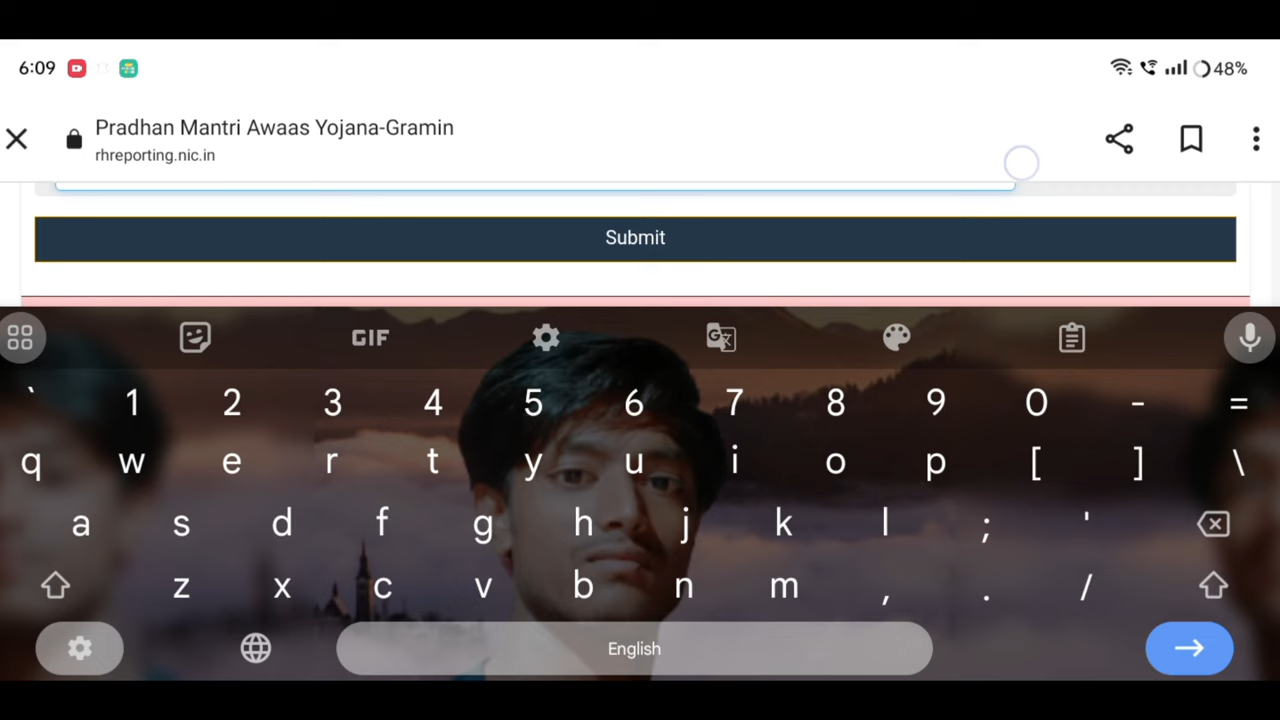 6:09 48%
Pradhan Mantri Awaas Yojana-Gramin
rhreporting.nic.in
Submit
GIF
` 1 2 3 4 5 6 7 8 9 0 - =
q w e r t y u i o p [ ] \
a s d f g h j k l ; '
z x c v b n m , . /
English